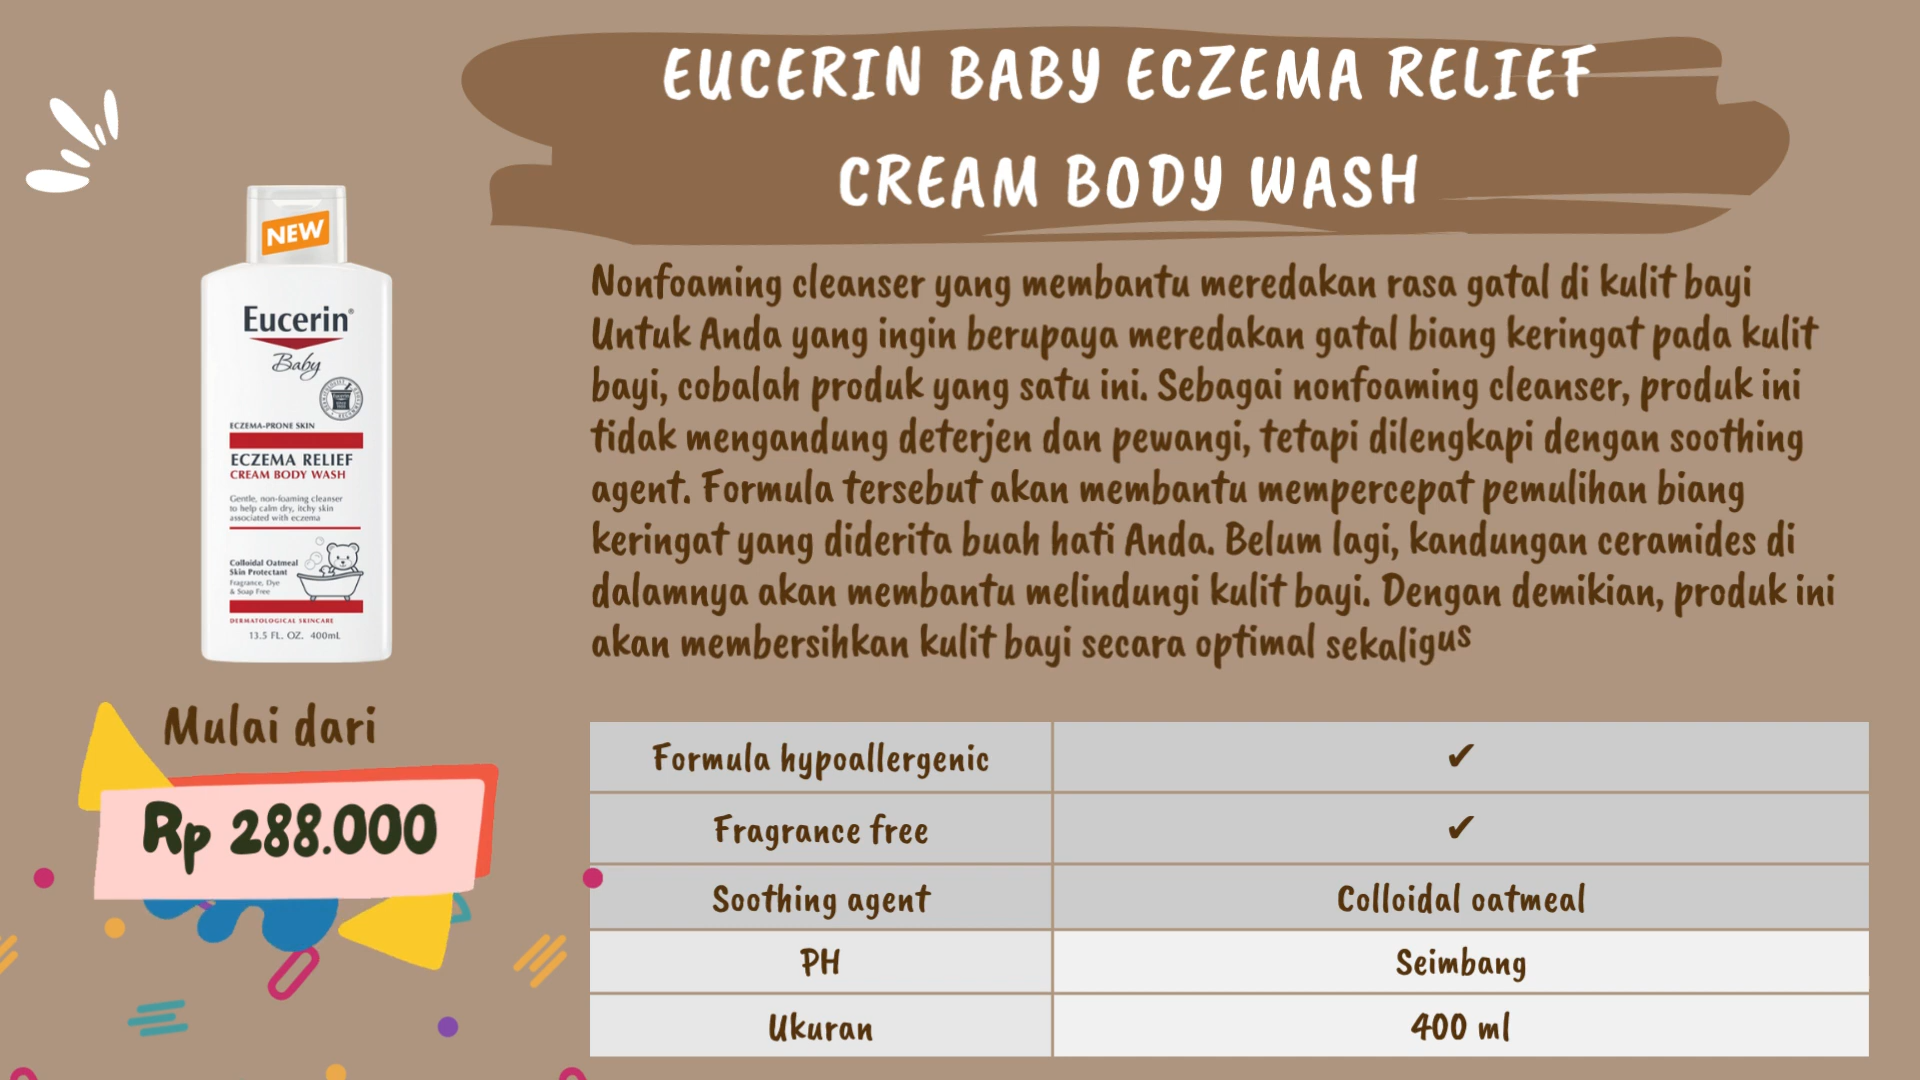 EUCERIN BABY ECZEMA RELIEF
CREAM BODY WASH
NEW
Eucerin®
Baby
ECZEMA-PRONE SKIN
ECZEMA RELIEF
CREAM BODY WASH
Gentle, non-foaming cleanser
to help calm dry, itchy skin
associated with eczema
Colloidal Oatmeal
Skin Protectant
Fragrance, Dye
& Soap Free
DERMATOLOGICAL SKINCARE
13.5 FL. OZ. 400mL
Nonfoaming cleanser yang membantu meredakan rasa gatal di kulit bayi
Untuk Anda yang ingin berupaya meredakan gatal biang keringat pada kulit
bayi, cobalah produk yang satu ini. Sebagai nonfoaming cleanser, produk ini
tidak mengandung deterjen dan pewangi, tetapi dilengkapi dengan soothing
agent. Formula tersebut akan membantu mempercepat pemulihan biang
keringat yang diderita buah hati Anda. Belum lagi, kandungan ceramides di
dalamnya akan membantu melindungi kulit bayi. Dengan demikian, produk ini
akan membersihkan kulit bayi secara optimal sekaligus
Mulai dari
Rp 288.000
Formula hypoallergenic ✔
Fragrance free ✔
Soothing agent Colloidal oatmeal
PH Seimbang
Ukuran 400 ml